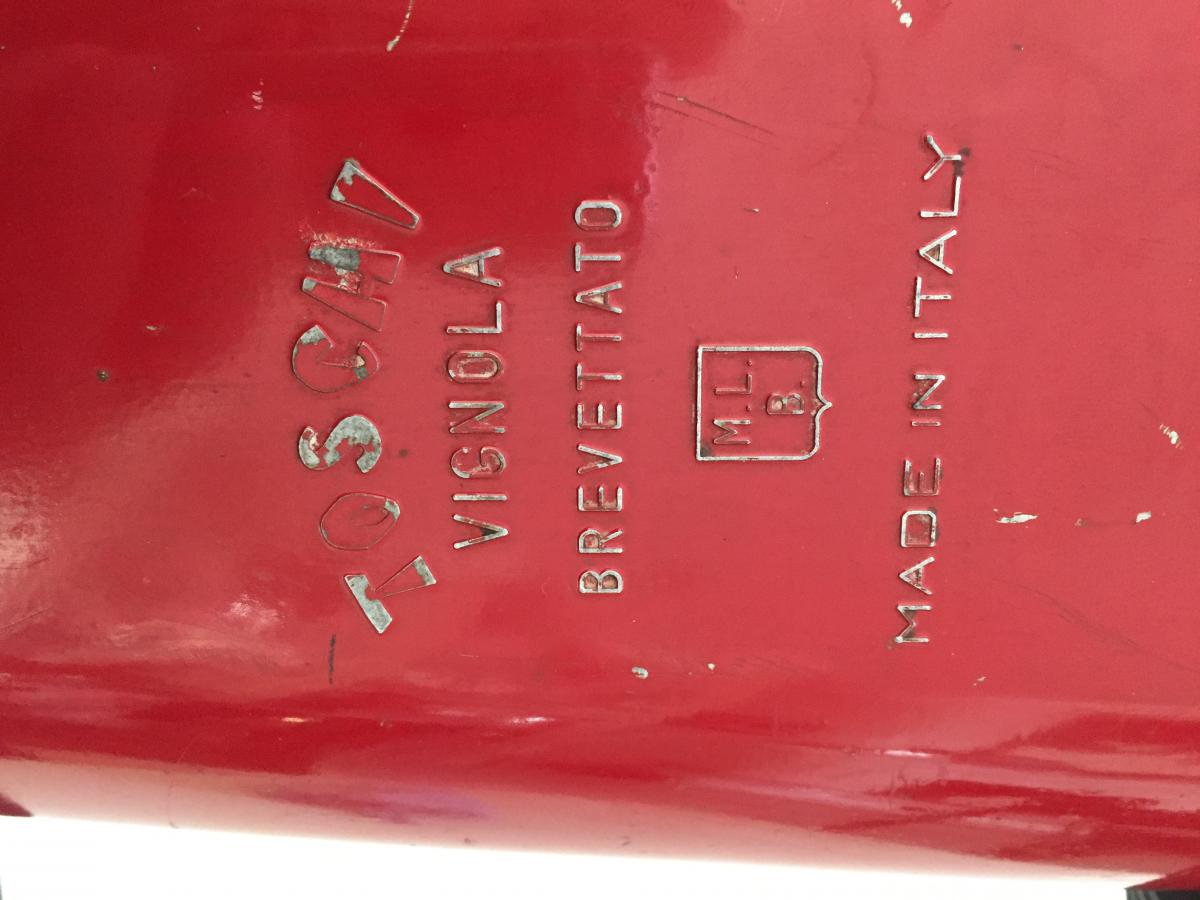 TOSCHI
VIGNOLA
BREVETTATO
M.L.
B.
MADE IN ITALY